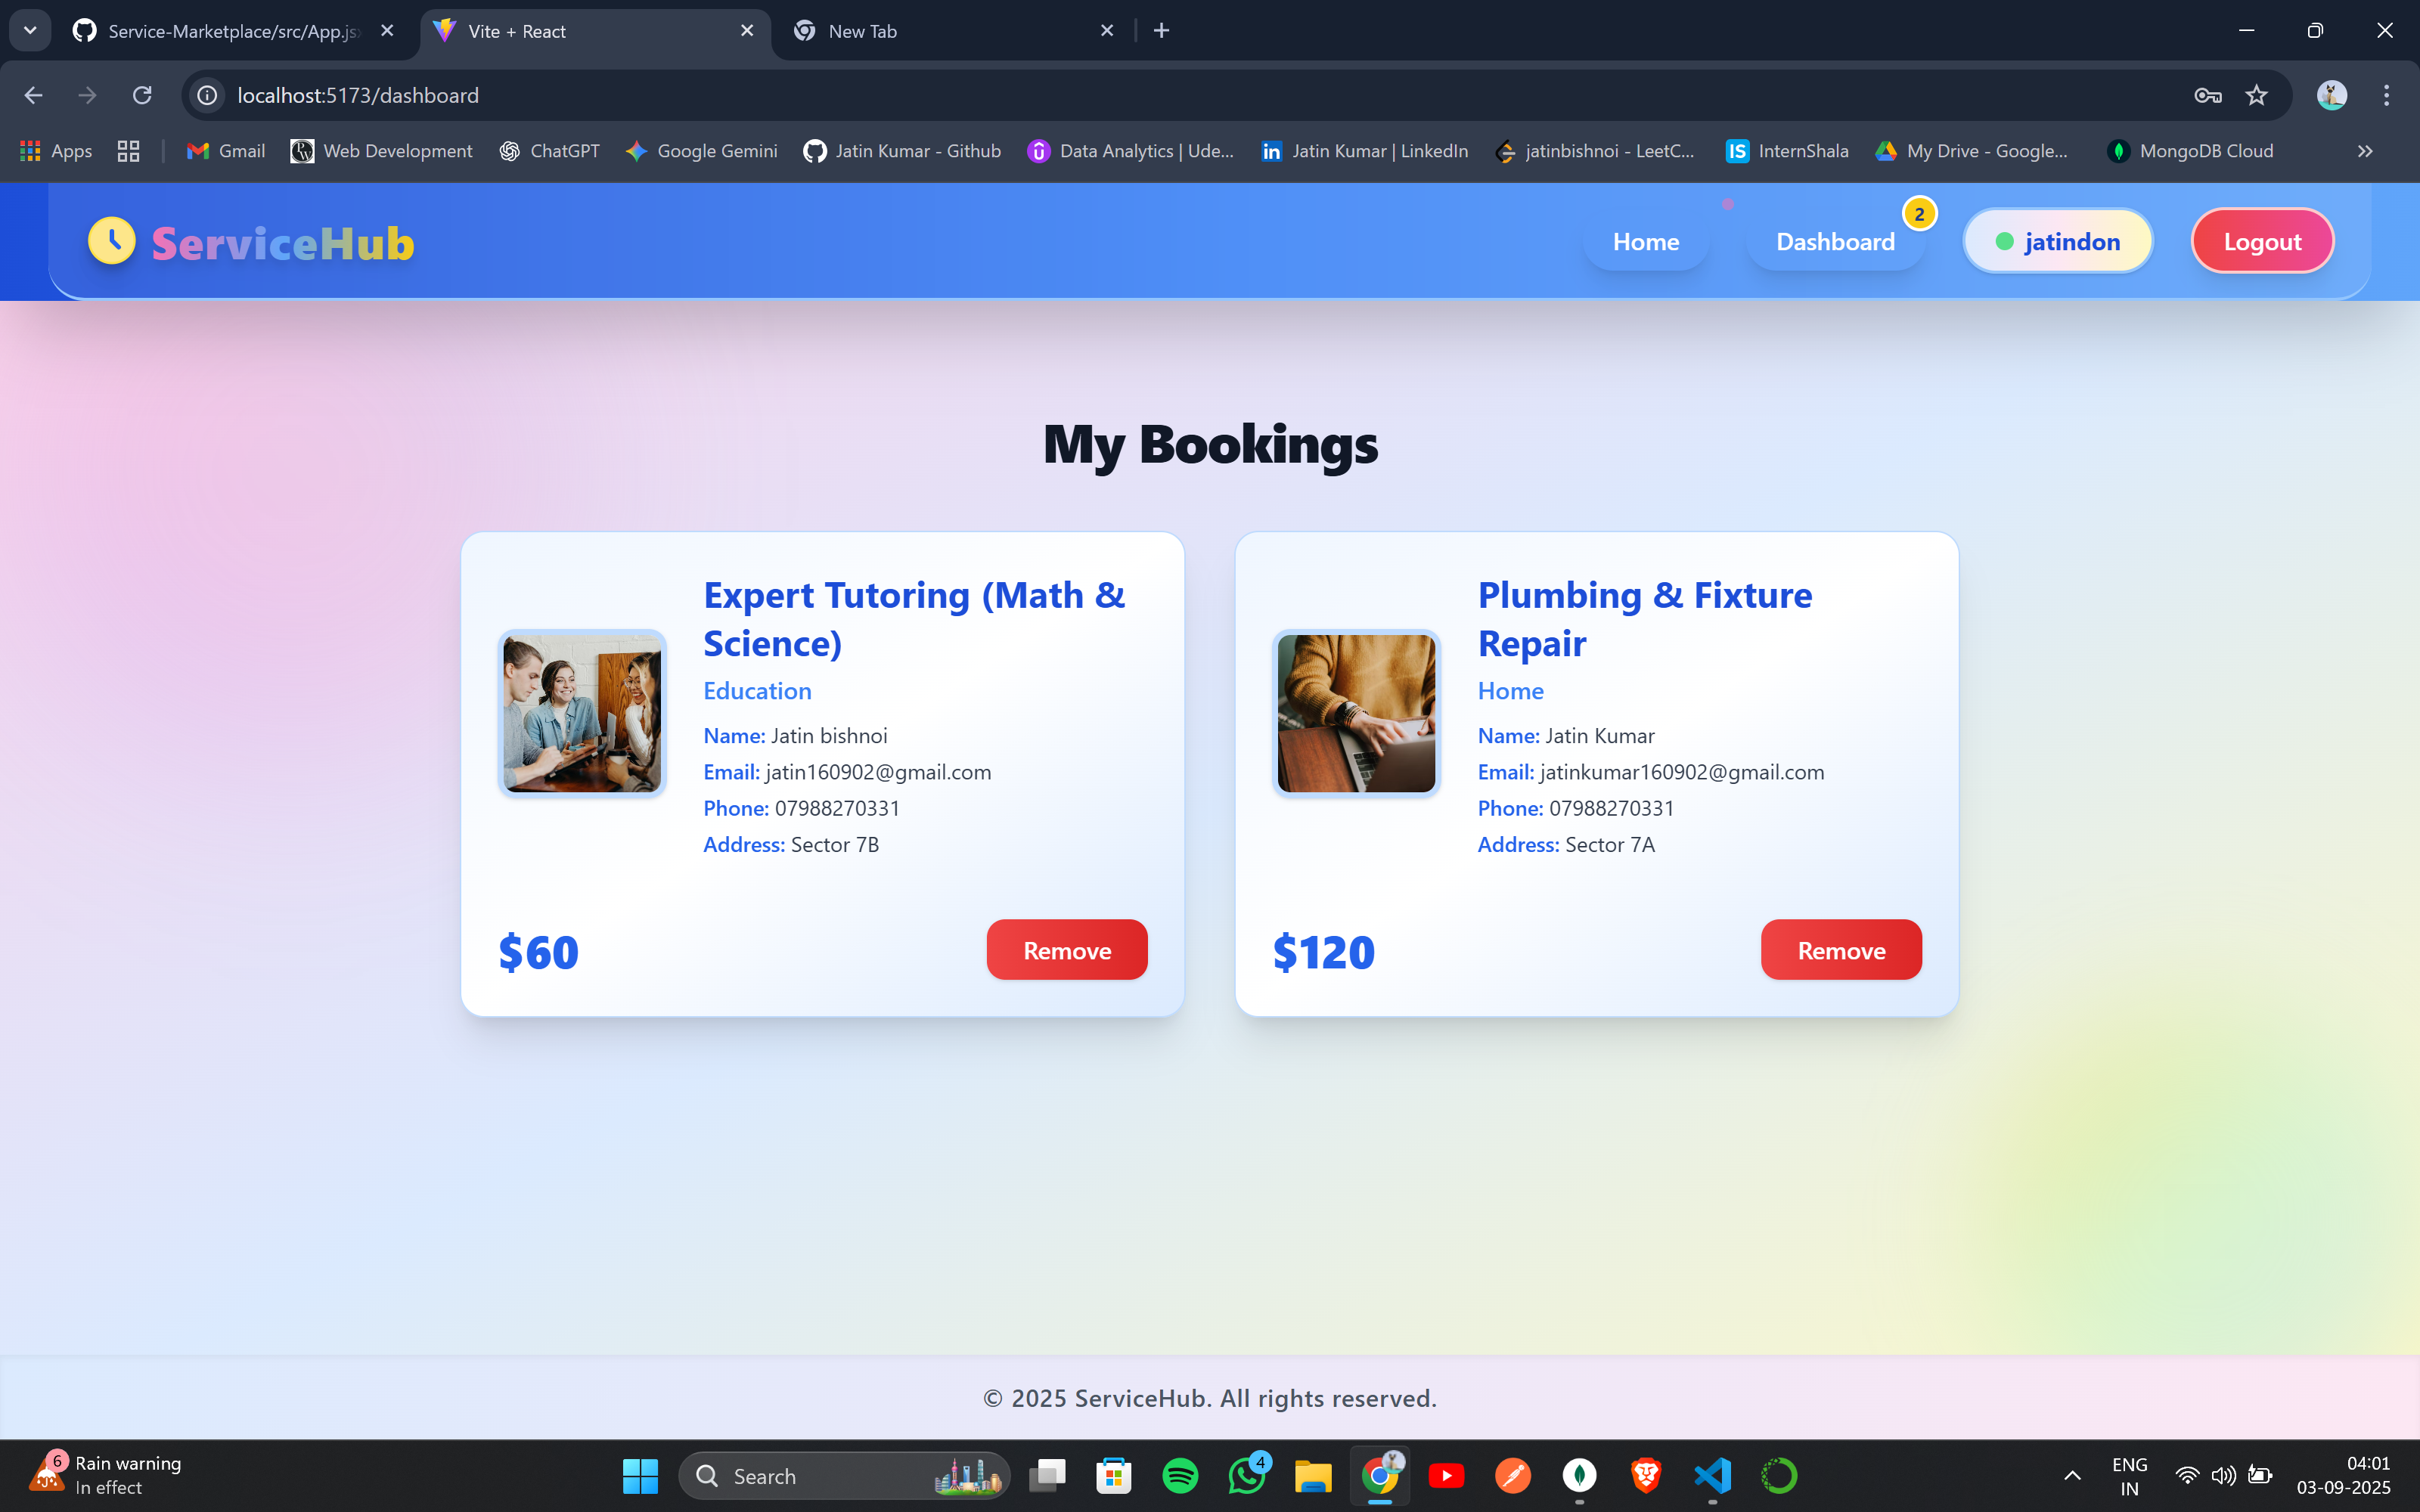 Service-Marketplace/src/App.js
Vite + React
New Tab
localhost:5173/dashboard
Apps
Gmail
Web Development
ChatGPT
Google Gemini
Jatin Kumar - Github
Data Analytics | Ude...
Jatin Kumar | LinkedIn
jatinbishnoi - LeetC...
IS
InternShala
My Drive - Google...
MongoDB Cloud
ServiceHub
Home
Dashboard
2
jatindon
Logout
My Bookings
Expert Tutoring (Math &
Science)
Education
Name: Jatin bishnoi
Email: jatin160902@gmail.com
Phone: 07988270331
Address: Sector 7B
$60
Remove
Plumbing & Fixture
Repair
Home
Name: Jatin Kumar
Email: jatinkumar160902@gmail.com
Phone: 07988270331
Address: Sector 7A
$120
Remove
© 2025 ServiceHub. All rights reserved.
6
Rain warning
In effect
Search
4
ENG
IN
04:01
03-09-2025